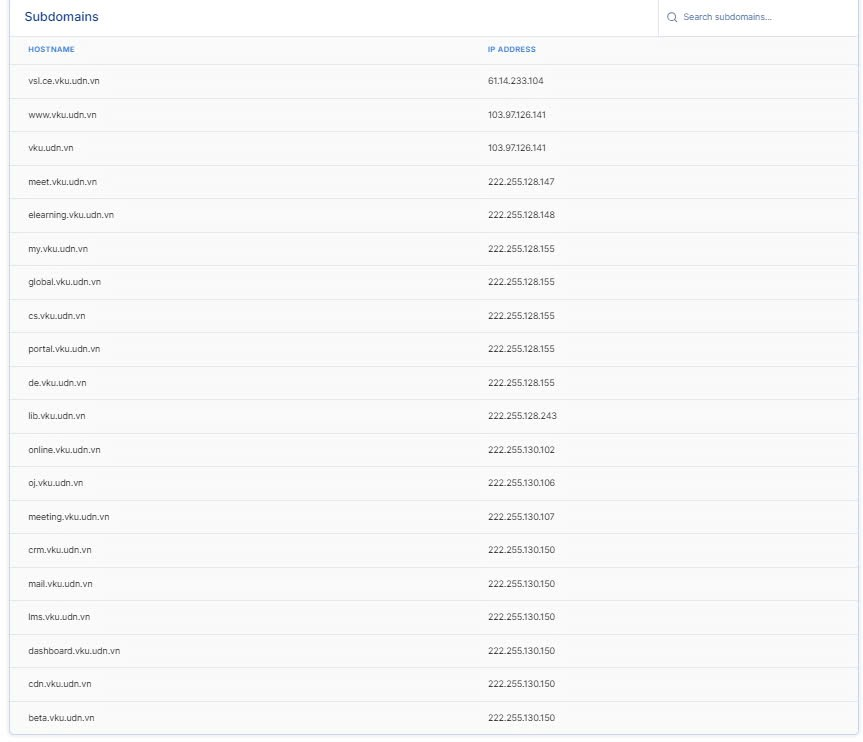 Subdomains
Search subdomains...
HOSTNAME IP ADDRESS
vsl.ce.vku.udn.vn 61.14.233.104
www.vku.udn.vn 103.97.126.141
vku.udn.vn 103.97.126.141
meet.vku.udn.vn 222.255.128.147
elearning.vku.udn.vn 222.255.128.148
my.vku.udn.vn 222.255.128.155
global.vku.udn.vn 222.255.128.155
cs.vku.udn.vn 222.255.128.155
portal.vku.udn.vn 222.255.128.155
de.vku.udn.vn 222.255.128.155
lib.vku.udn.vn 222.255.128.243
online.vku.udn.vn 222.255.130.102
oj.vku.udn.vn 222.255.130.106
meeting.vku.udn.vn 222.255.130.107
crm.vku.udn.vn 222.255.130.150
mail.vku.udn.vn 222.255.130.150
lms.vku.udn.vn 222.255.130.150
dashboard.vku.udn.vn 222.255.130.150
cdn.vku.udn.vn 222.255.130.150
beta.vku.udn.vn 222.255.130.150